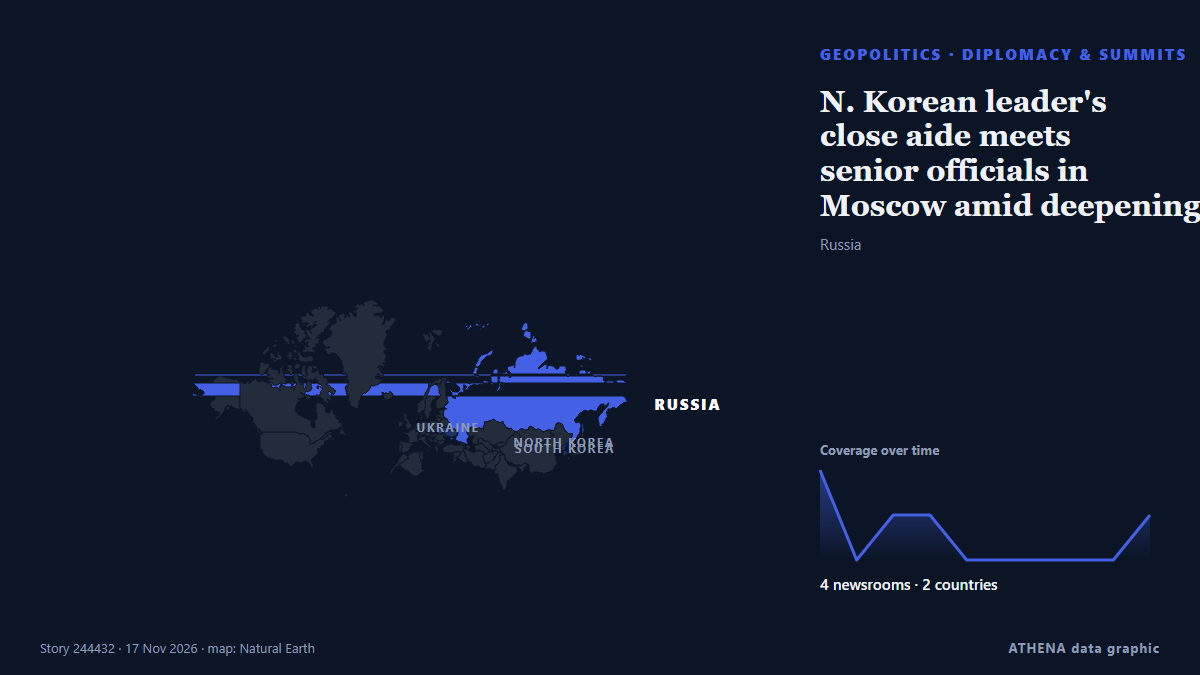 GEOPOLITICS · DIPLOMACY & SUMMITS
N. Korean leader's
close aide meets
senior officials in
Moscow amid deepening
Russia
RUSSIA
UKRAINE
NORTH KOREA
SOUTH KOREA
Coverage over time
4 newsrooms · 2 countries
Story 244432 · 17 Nov 2026 · map: Natural Earth
ATHENA data graphic